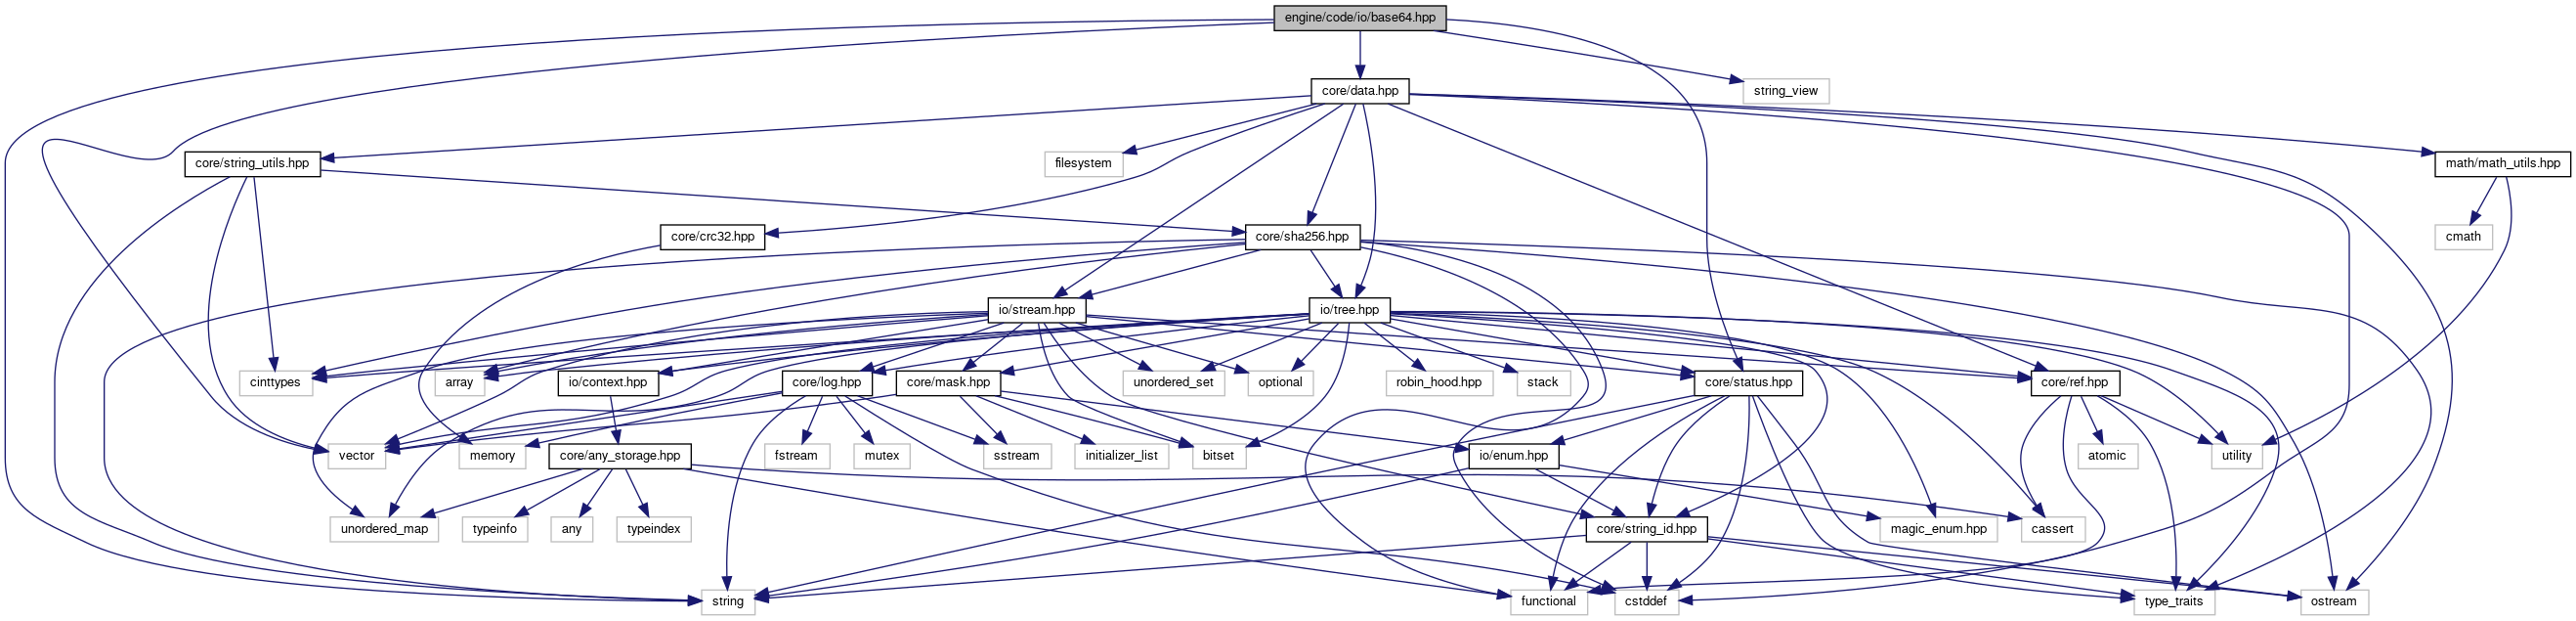 engine/code/io/base64.hpp
core/data.hpp
string_view
core/string_utils.hpp
filesystem
math/math_utils.hpp
core/crc32.hpp
core/sha256.hpp
cmath
io/stream.hpp
io/tree.hpp
cinttypes
array
io/context.hpp
core/log.hpp
core/mask.hpp
unordered_set
optional
robin_hood.hpp
stack
core/status.hpp
core/ref.hpp
vector
memory
core/any_storage.hpp
fstream
mutex
sstream
initializer_list
bitset
io/enum.hpp
atomic
utility
unordered_map
typeinfo
any
typeindex
core/string_id.hpp
magic_enum.hpp
cassert
string
functional
cstddef
type_traits
ostream